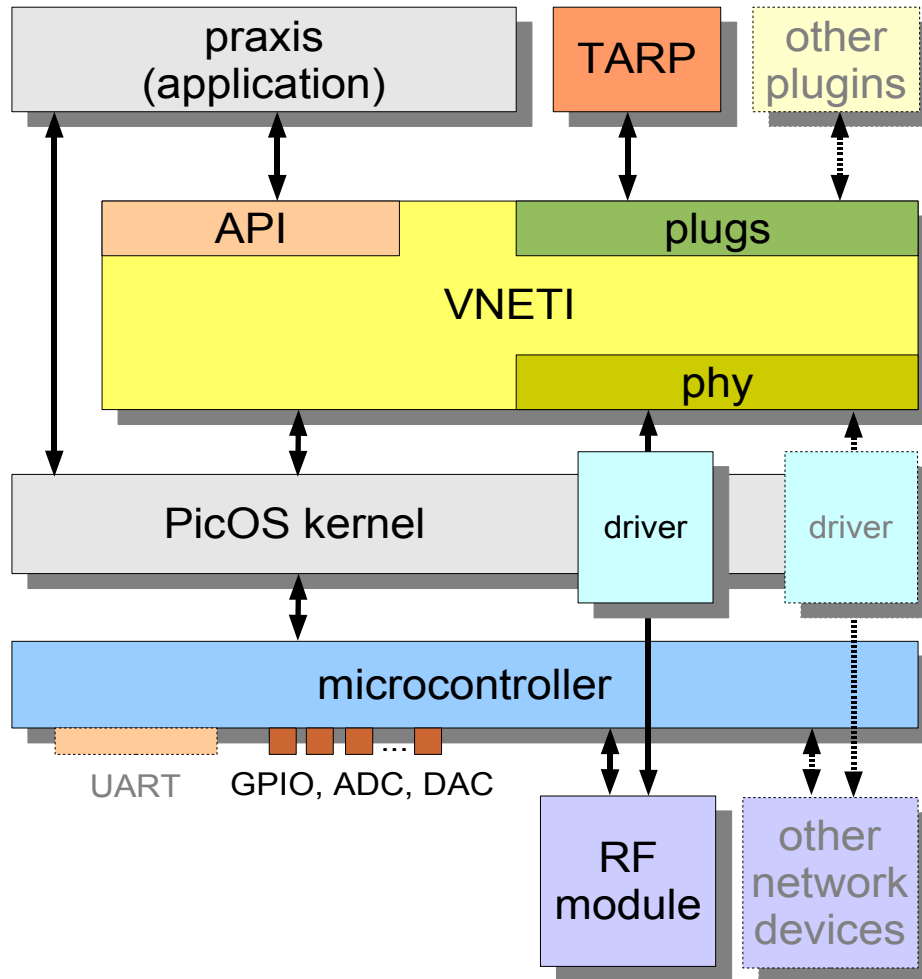 praxis
(application)
TARP
other
plugins
API
plugs
VNETI
phy
PicOS kernel
driver
driver
microcontroller
...
UART
GPIO, ADC, DAC
RF
module
other
network
devices